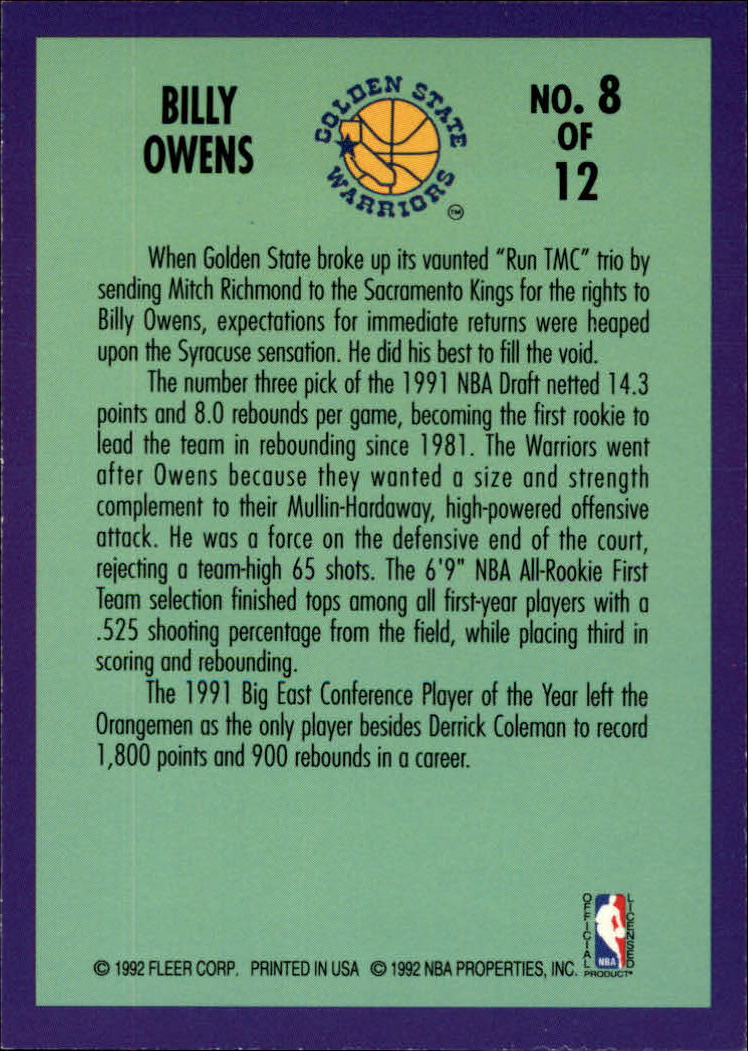 BILLY
OWENS
GOLDEN STATE
WARRIORS
TM
NO. 8
OF
12
When Golden State broke up its vaunted “Run TMC” trio by
sending Mitch Richmond to the Sacramento Kings for the rights to
Billy Owens, expectations for immediate returns were heaped
upon the Syracuse sensation. He did his best to fill the void.
The number three pick of the 1991 NBA Draft netted 14.3
points and 8.0 rebounds per game, becoming the first rookie to
lead the team in rebounding since 1981. The Warriors went
after Owens because they wanted a size and strength
complement to their Mullin-Hardaway, high-powered offensive
attack. He was a force on the defensive end of the court,
rejecting a team-high 65 shots. The 6'9" NBA All-Rookie First
Team selection finished tops among all first-year players with a
.525 shooting percentage from the field, while placing third in
scoring and rebounding.
The 1991 Big East Conference Player of the Year left the
Orangemen as the only player besides Derrick Coleman to record
1,800 points and 900 rebounds in a career.
© 1992 FLEER CORP. PRINTED IN USA © 1992 NBA PROPERTIES, INC.
OFFICIAL
LICENSED
NBA
PRODUCT